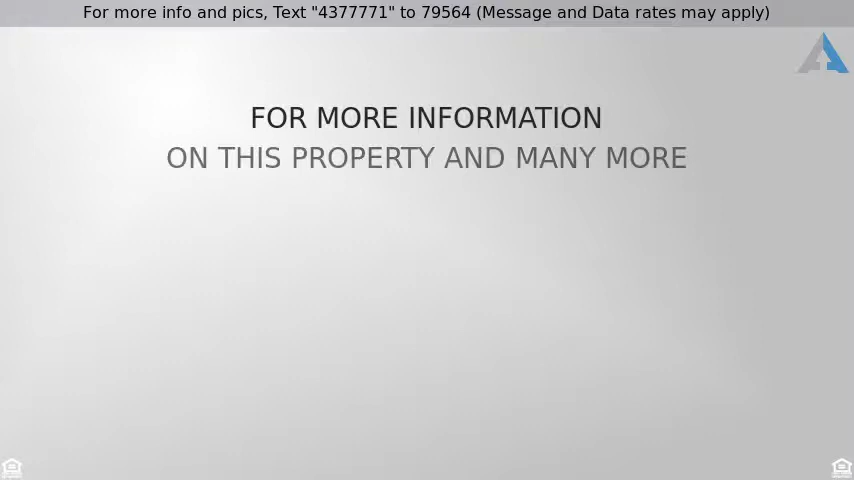 For more info and pics, Text "4377771" to 79564 (Message and Data rates may apply)
FOR MORE INFORMATION
ON THIS PROPERTY AND MANY MORE